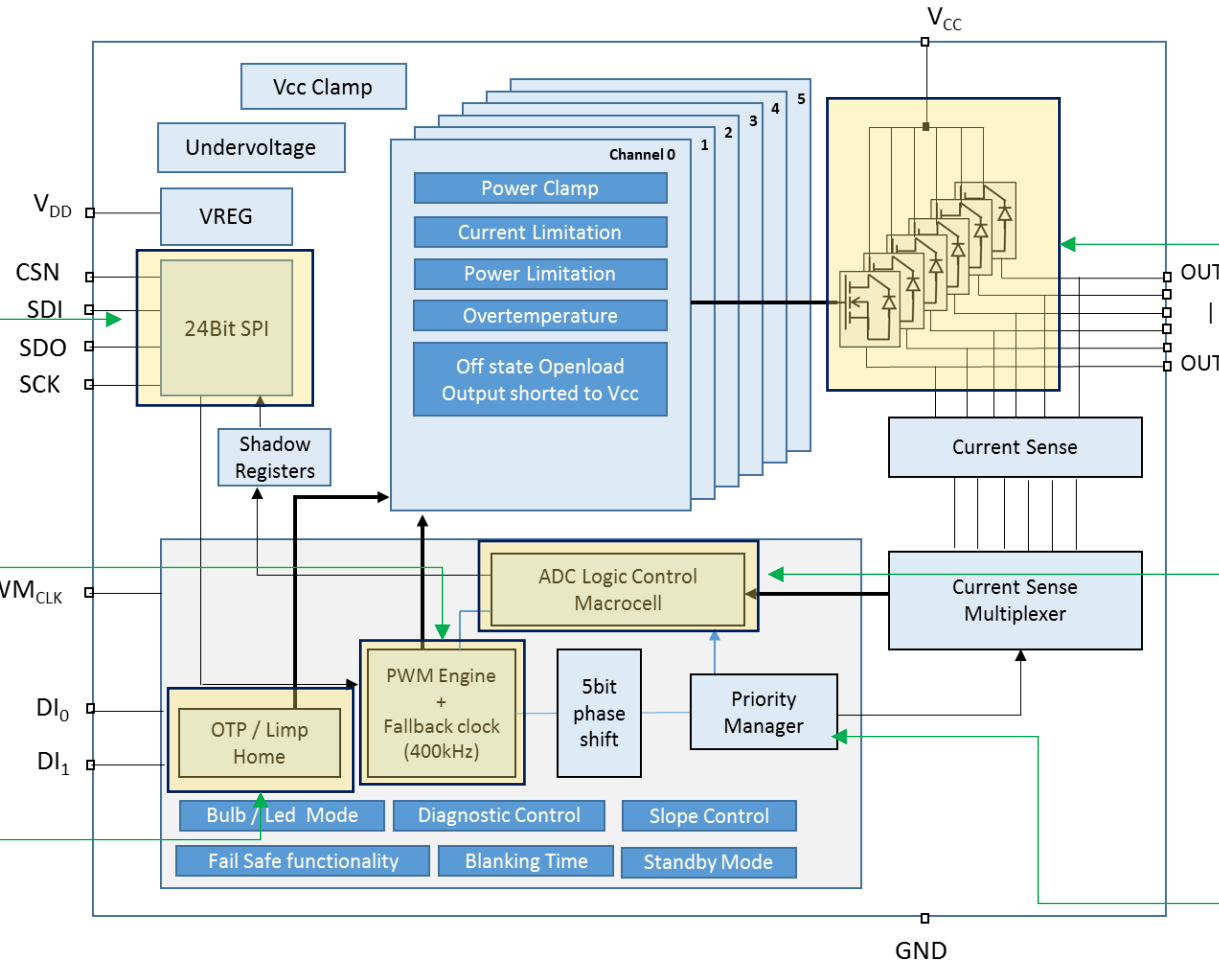 V_CC
Vcc Clamp
5
4
3
2
1
Channel 0
Undervoltage
Power Clamp
V_DD
VREG
Current Limitation
CSN
Power Limitation
OUT
SDI
24Bit SPI
Overtemperature
|
SDO
Off state Openload
Output shorted to Vcc
OUT
SCK
Shadow
Registers
Current Sense
WM_CLK
ADC Logic Control
Macrocell
Current Sense
Multiplexer
PWM Engine
+
Fallback clock
(400kHz)
5bit
phase
shift
Priority
Manager
DI_0
OTP / Limp
Home
DI_1
Bulb / Led Mode
Diagnostic Control
Slope Control
Fail Safe functionality
Blanking Time
Standby Mode
GND